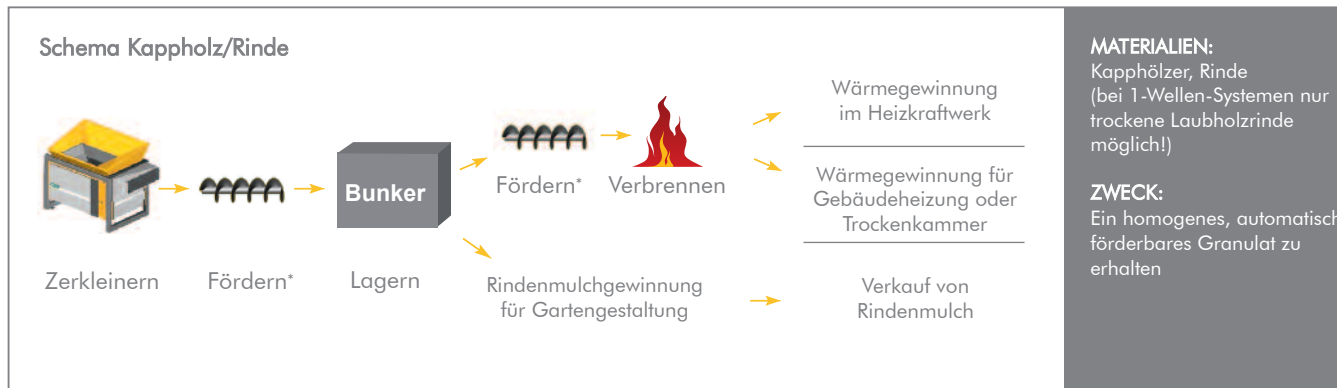 Schema Kappholz/Rinde
Zerkleinern
Fördern*
Bunker
Lagern
Fördern*
Verbrennen
Wärmegewinnung
im Heizkraftwerk
Wärmegewinnung für
Gebäudeheizung oder
Trockenkammer
Rindenmulchgewinnung
für Gartengestaltung
Verkauf von
Rindenmulch
MATERIALIEN:
Kapphölzer, Rinde
(bei 1-Wellen-Systemen nur
trockene Laubholzrinde
möglich!)
ZWECK:
Ein homogenes, automatisch
förderbares Granulat zu
erhalten